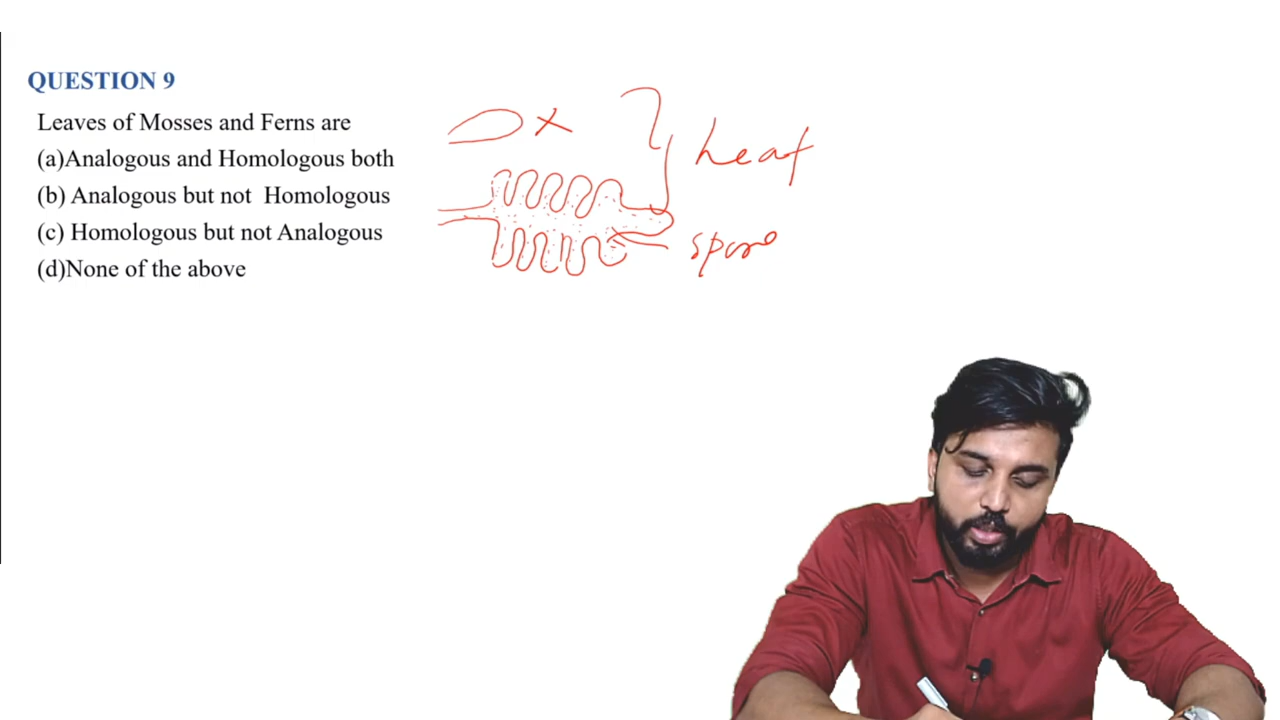 QUESTION 9
Leaves of Mosses and Ferns are
(a)Analogous and Homologous both
(b) Analogous but not Homologous
(c) Homologous but not Analogous
(d)None of the above
Leaf
spore